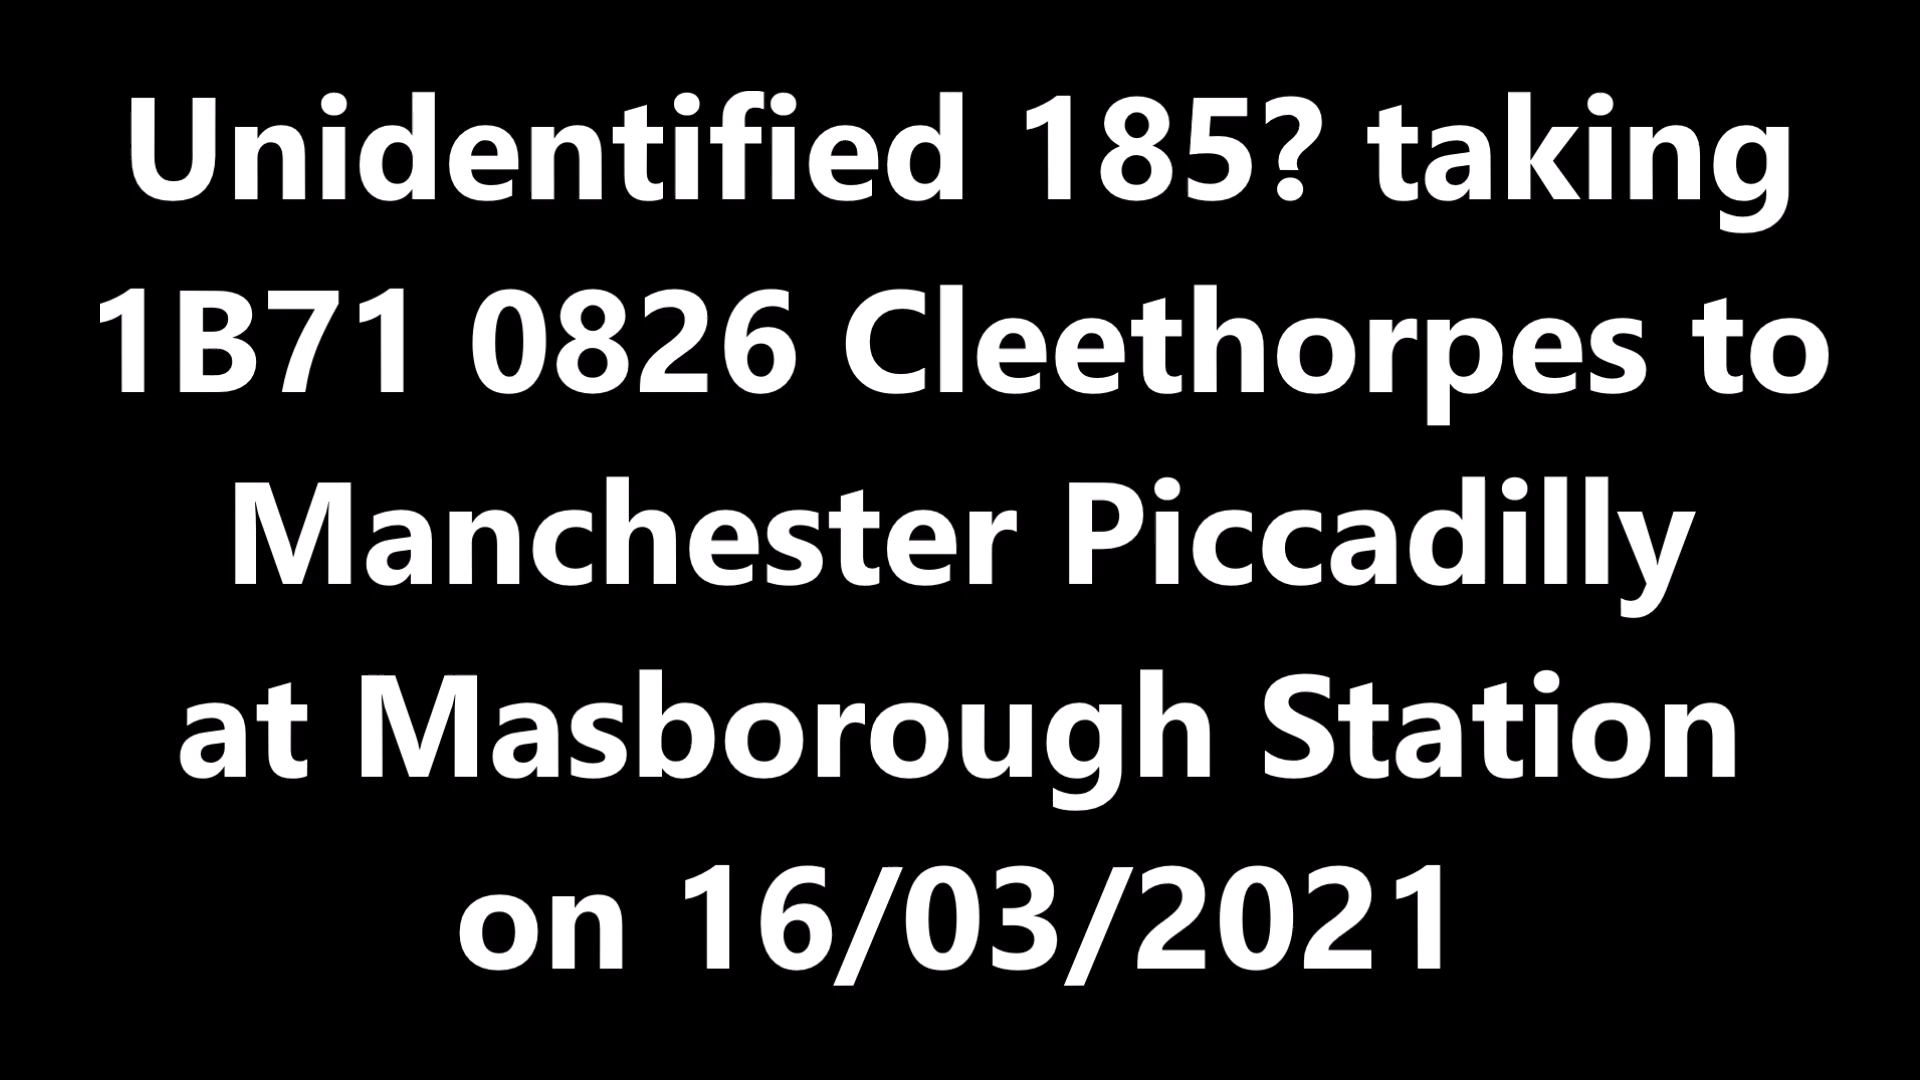 Unidentified 185? taking
1B71 0826 Cleethorpes to
Manchester Piccadilly
at Masborough Station
on 16/03/2021